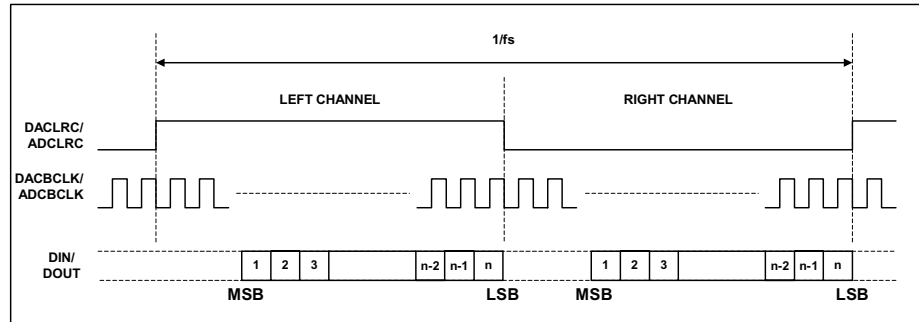 1/fs
LEFT CHANNEL
RIGHT CHANNEL
DACLRC/
ADCLRC
DACBCLK/
ADCBCLK
DIN/
DOUT
1 2 3 n-2 n-1 n 1 2 3 n-2 n-1 n
MSB LSB MSB LSB